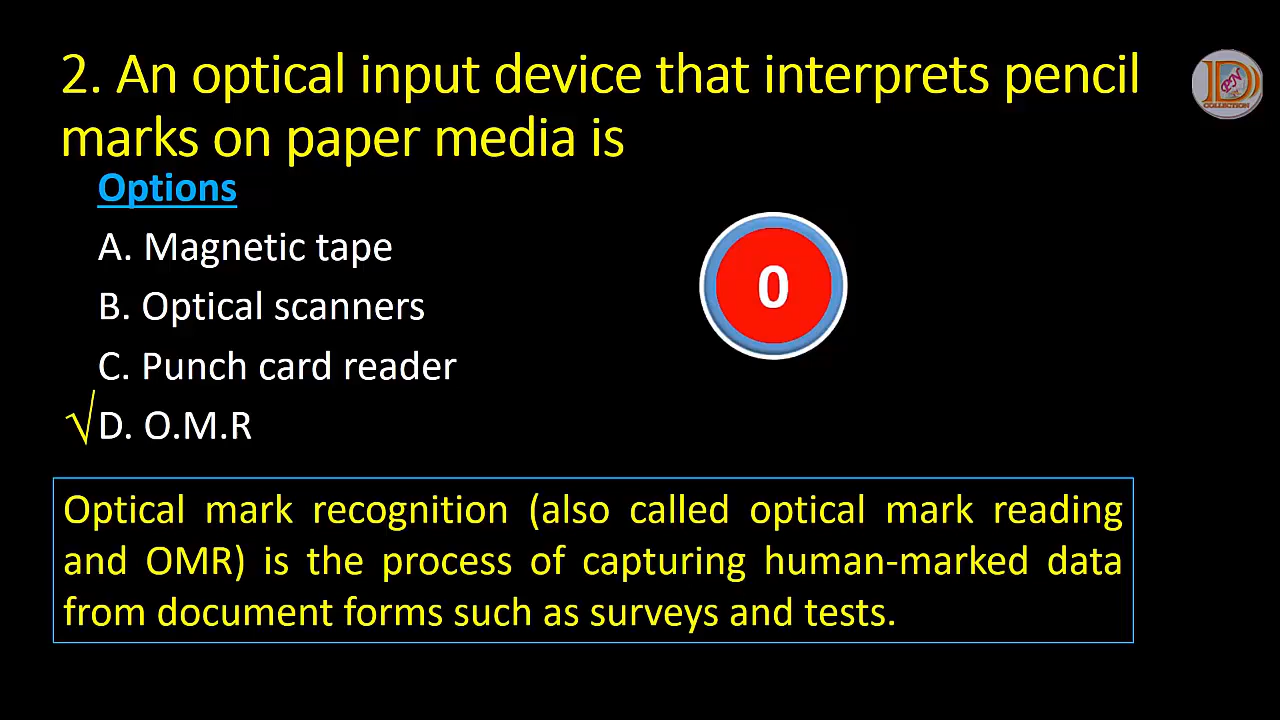 2. An optical input device that interprets pencil
marks on paper media is
Options
A. Magnetic tape
B. Optical scanners
C. Punch card reader
√ D. O.M.R
0
Optical mark recognition (also called optical mark reading
and OMR) is the process of capturing human-marked data
from document forms such as surveys and tests.
D
COLLECTION